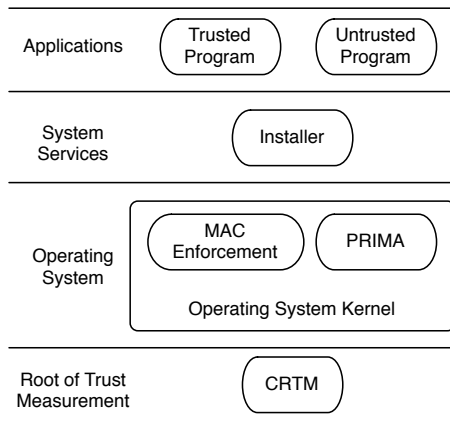 Applications
Trusted
Program
Untrusted
Program
System
Services
Installer
Operating
System
MAC
Enforcement
PRIMA
Operating System Kernel
Root of Trust
Measurement
CRTM